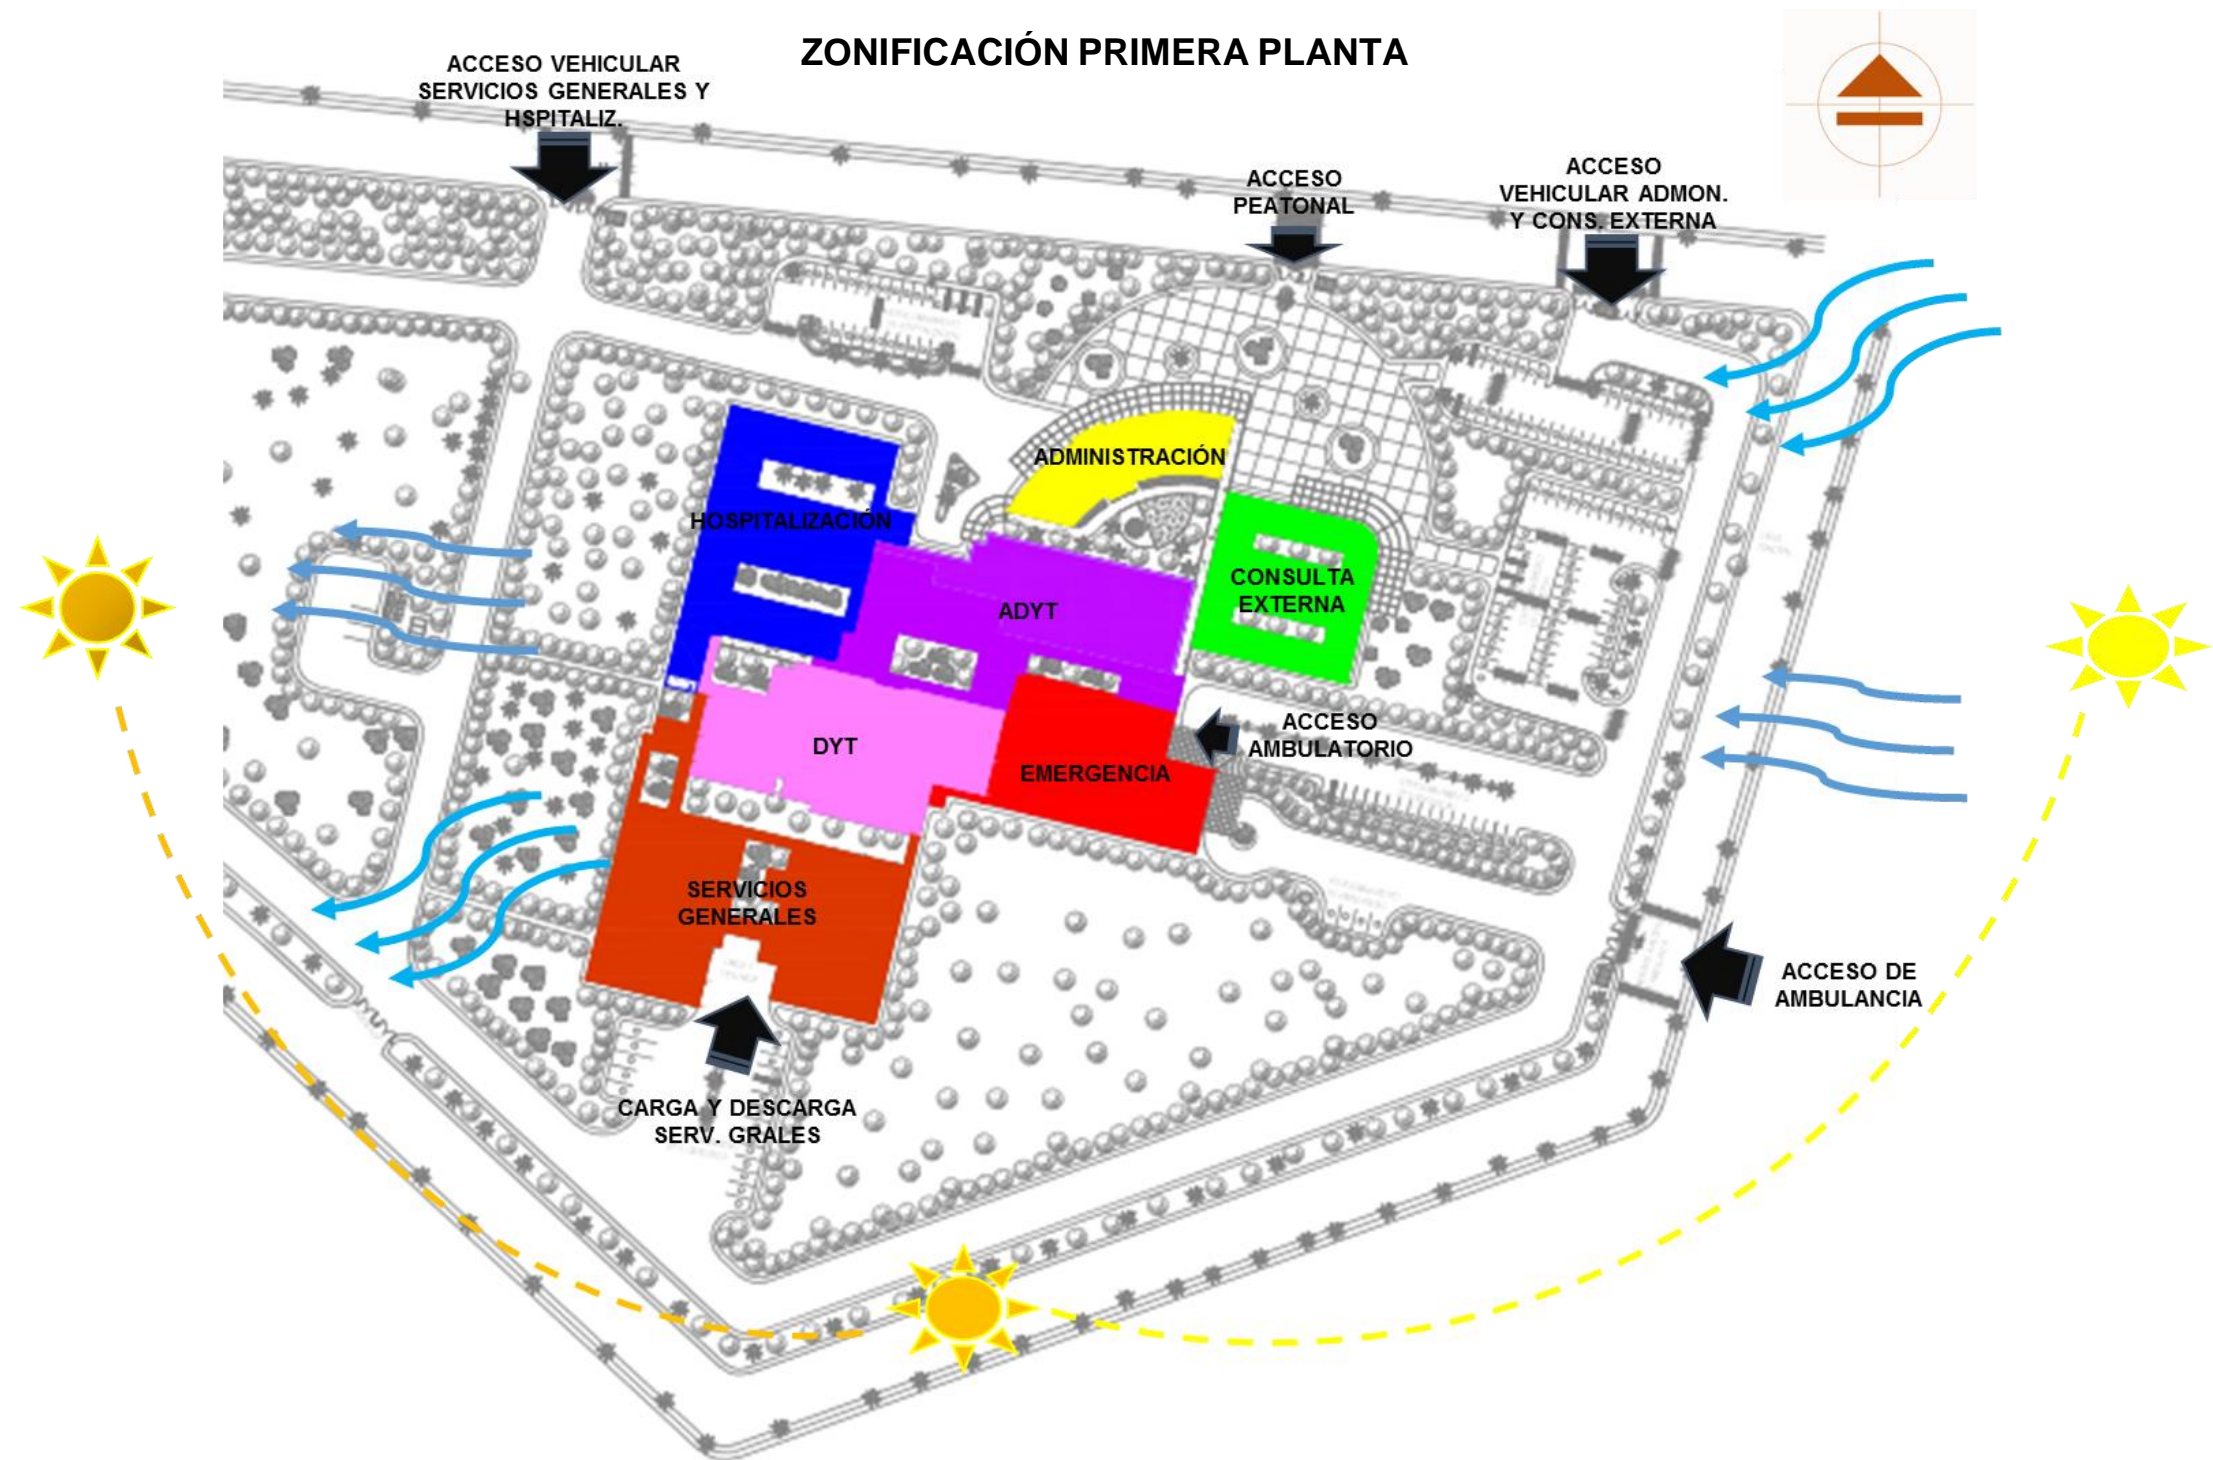 ZONIFICACIÓN PRIMERA PLANTA
ACCESO VEHICULAR
SERVICIOS GENERALES Y
HSPITALIZ.
ACCESO
PEATONAL
ACCESO
VEHICULAR ADMON.
Y CONS. EXTERNA
ADMINISTRACIÓN
HOSPITALIZACIÓN
CONSULTA
EXTERNA
ADYT
ACCESO
AMBULATORIO
DYT
EMERGENCIA
SERVICIOS
GENERALES
ACCESO DE
AMBULANCIA
CARGA Y DESCARGA
SERV. GRALES